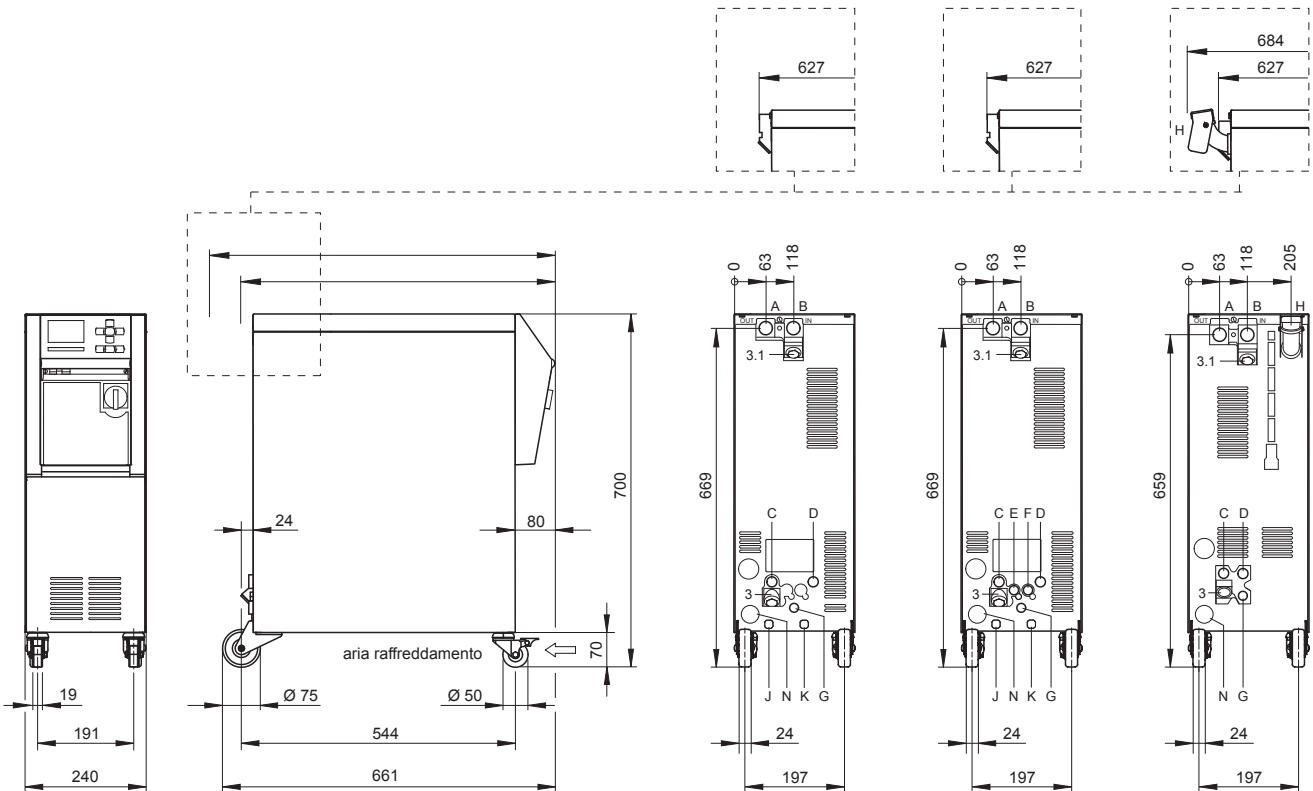 684
627
627
627
H
0
63
118
0
63
118
0
63
118
205
A
B
A
B
A
B
H
OUT
IN
OUT
IN
OUT
IN
3.1
3.1
3.1
669
669
659
700
24
80
C
D
C
E
F
D
C
D
3
3
3
aria raffreddamento
70
19
Ø 75
Ø 50
J
N
K
G
J
N
K
G
N
G
191
544
24
24
24
240
661
197
197
197